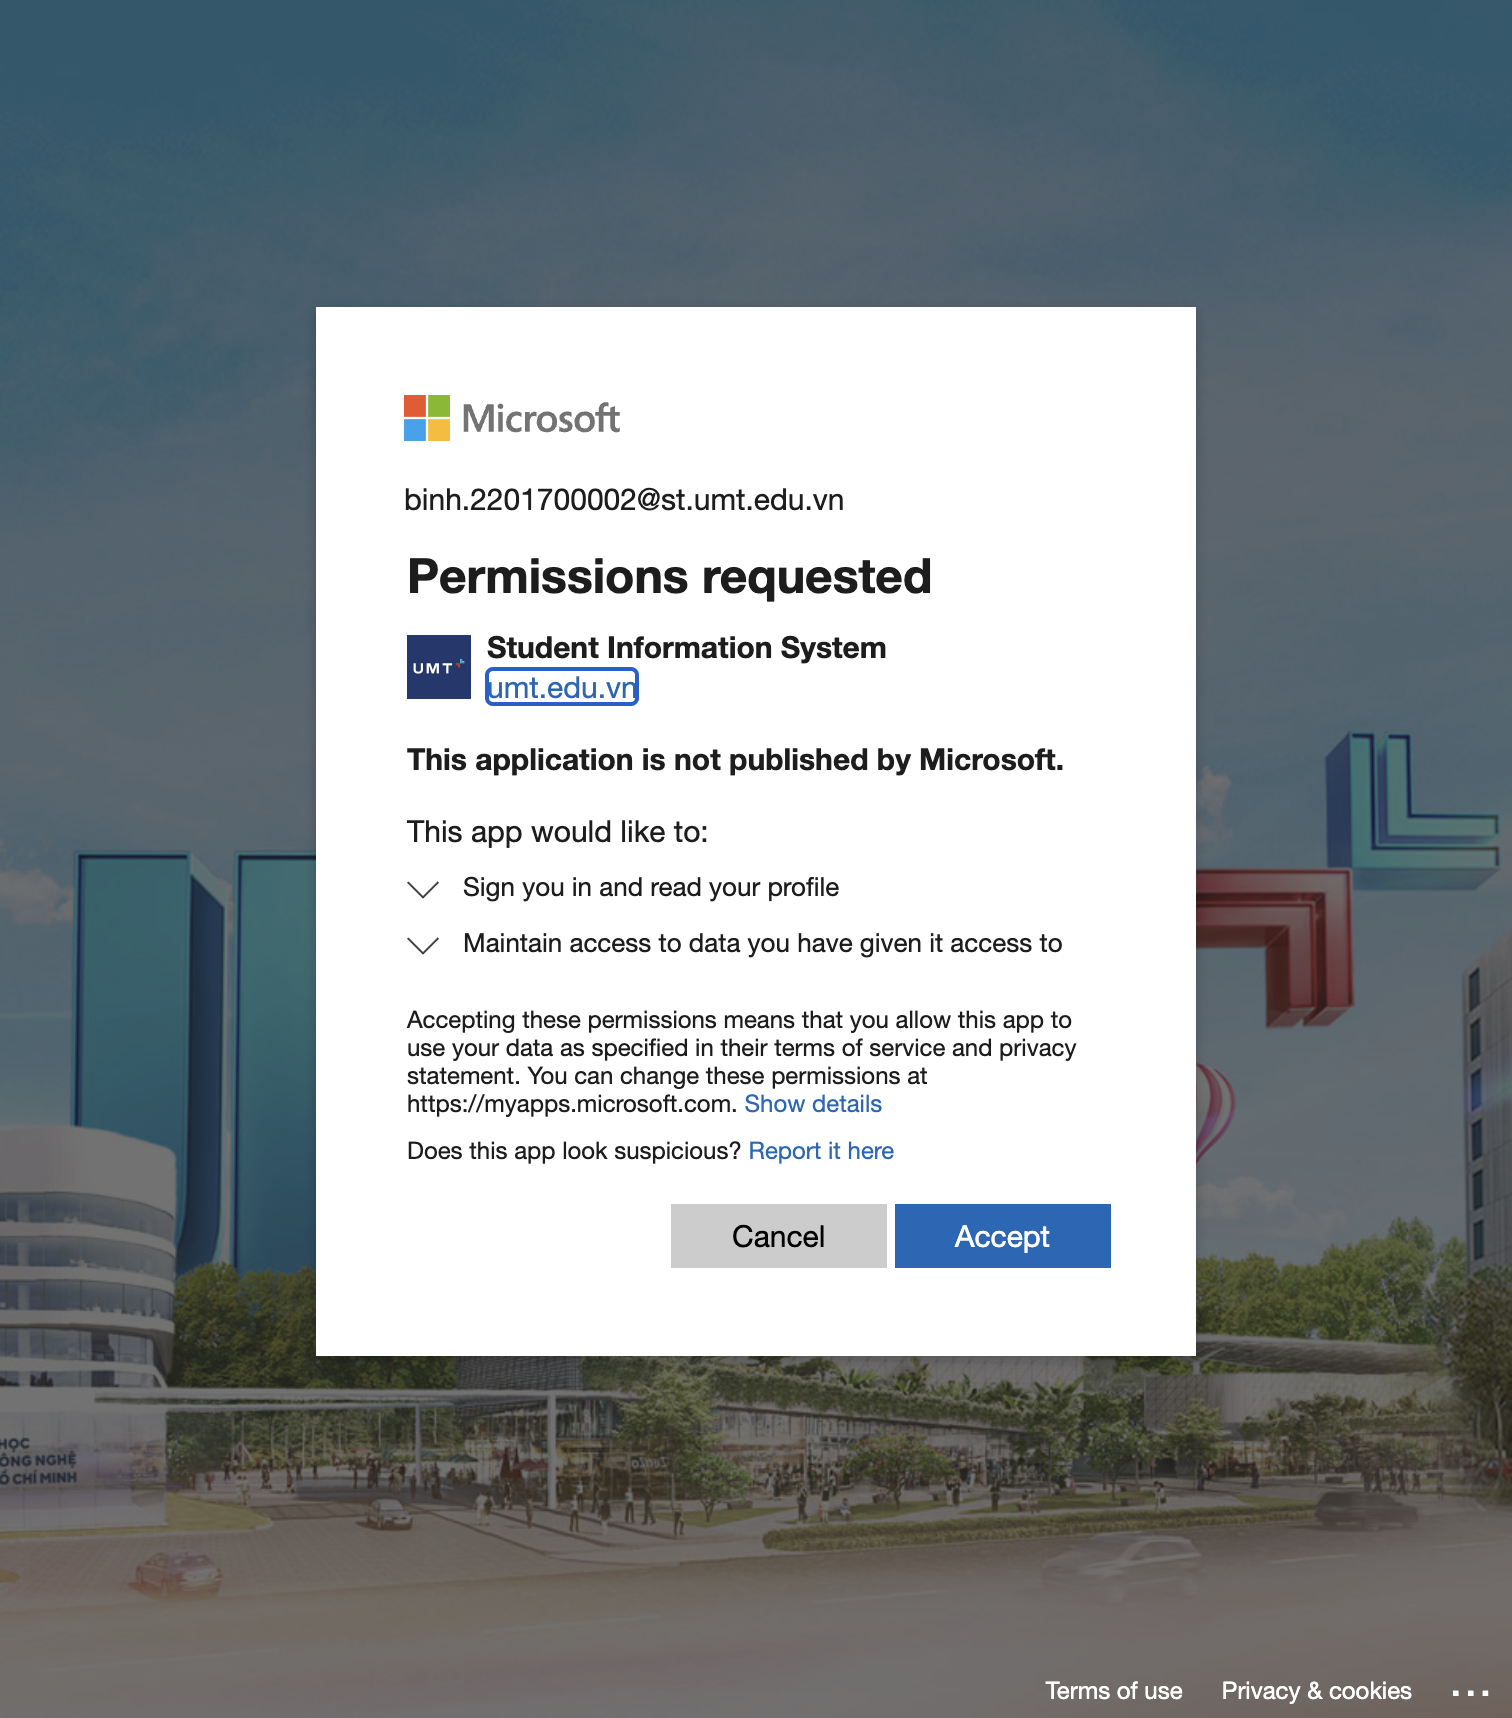 Microsoft
binh.2201700002@st.umt.edu.vn
Permissions requested
UMT
Student Information System
umt.edu.vn
This application is not published by Microsoft.
This app would like to:
Sign you in and read your profile
Maintain access to data you have given it access to
Accepting these permissions means that you allow this app to
use your data as specified in their terms of service and privacy
statement. You can change these permissions at
https://myapps.microsoft.com. Show details
Does this app look suspicious? Report it here
Cancel Accept
HỌC
ÔNG NGHỆ
Ồ CHÍ MINH
Terms of use Privacy & cookies ...